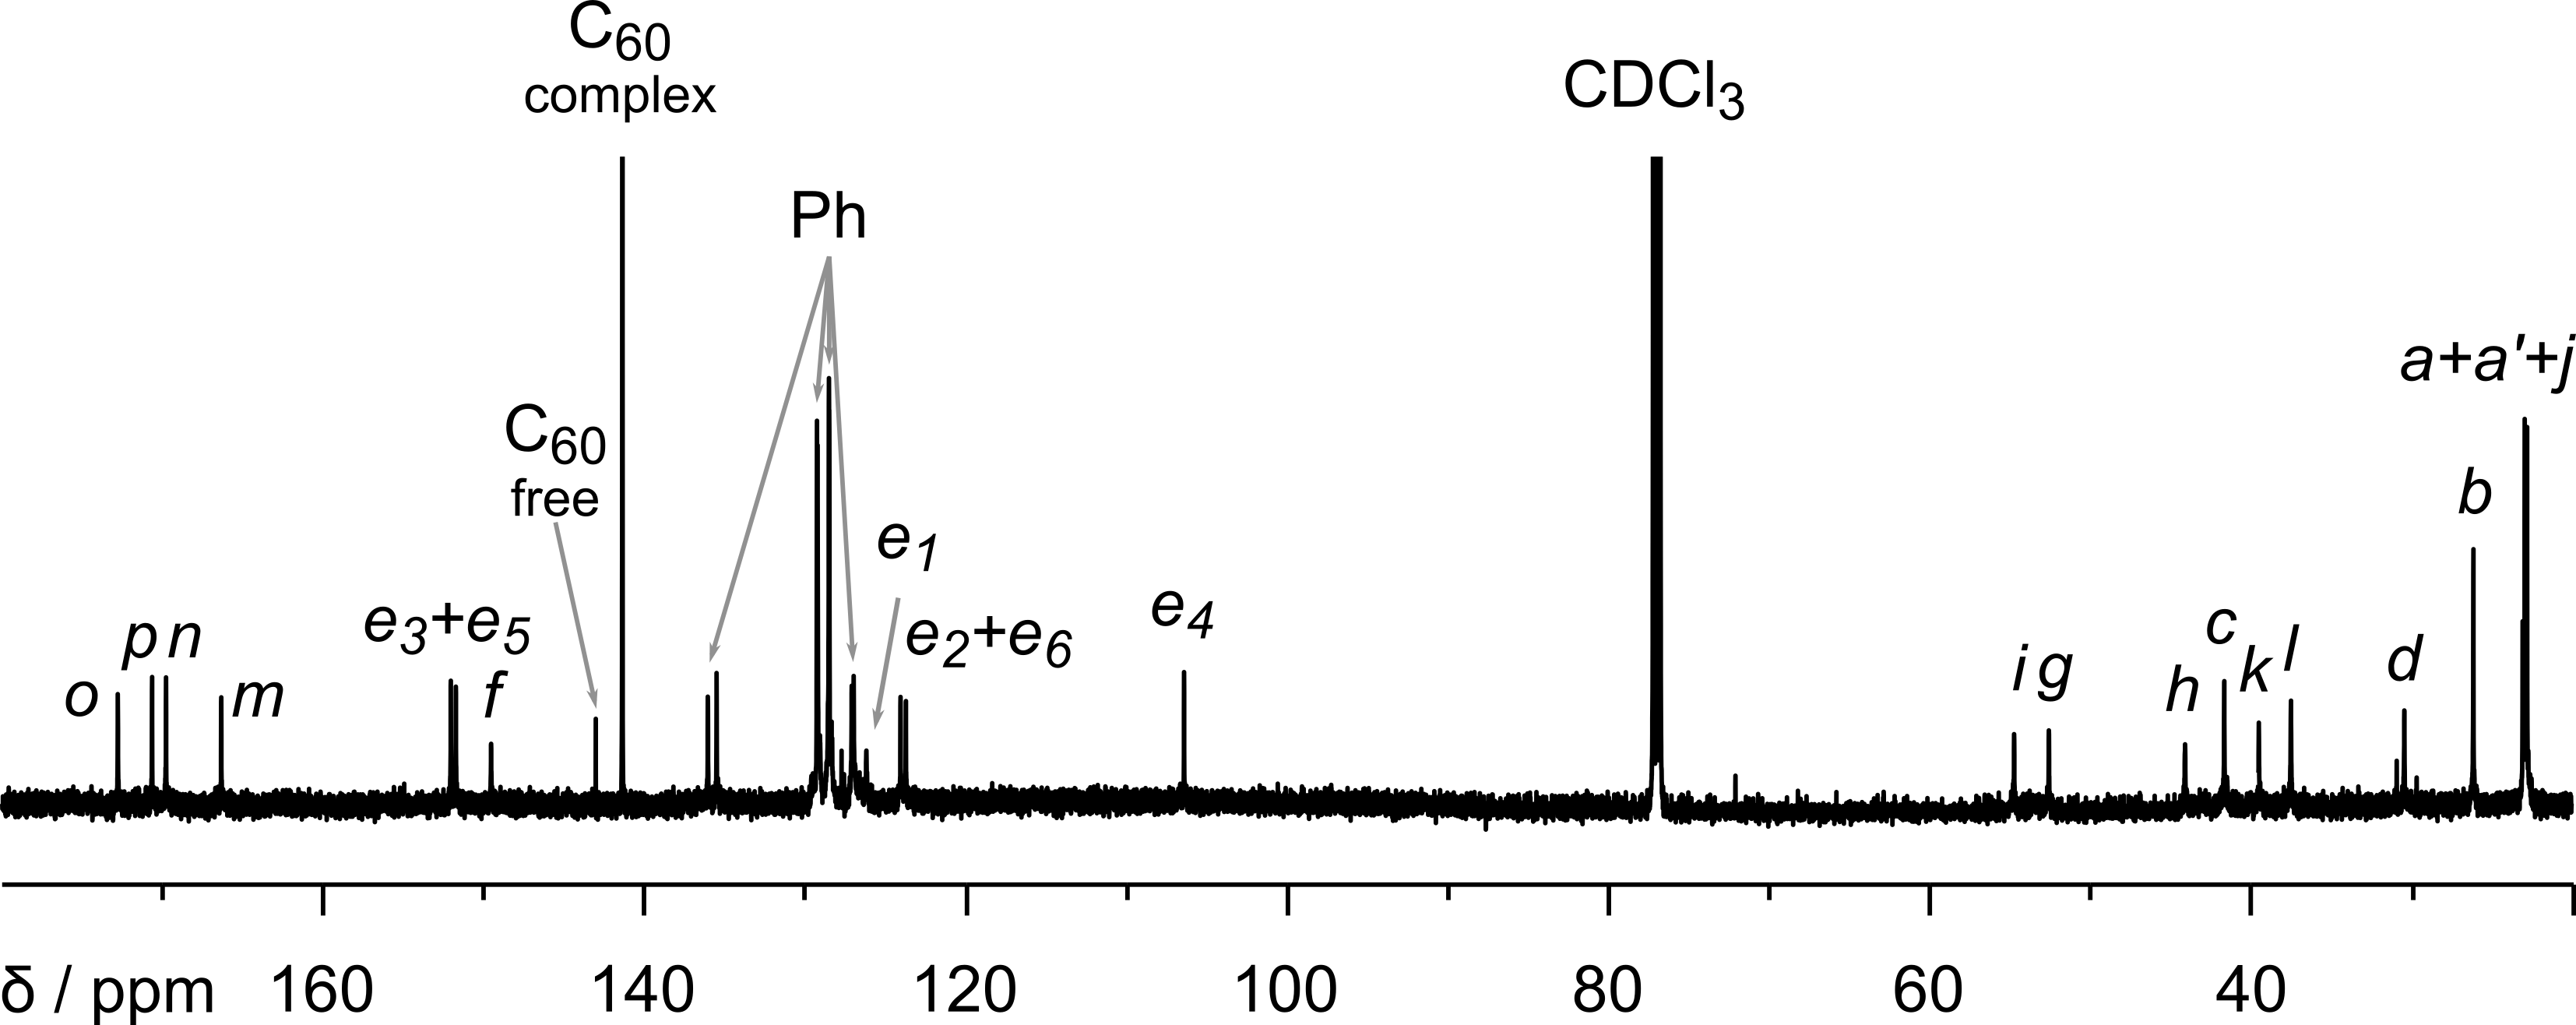 C60
complex
CDCl3
Ph
C60
free
a+a'+j
b
e1
e3+e5
e2+e6
e4
p n
o
f
m
i g
h
c
k
l
d
δ / ppm 160 140 120 100 80 60 40